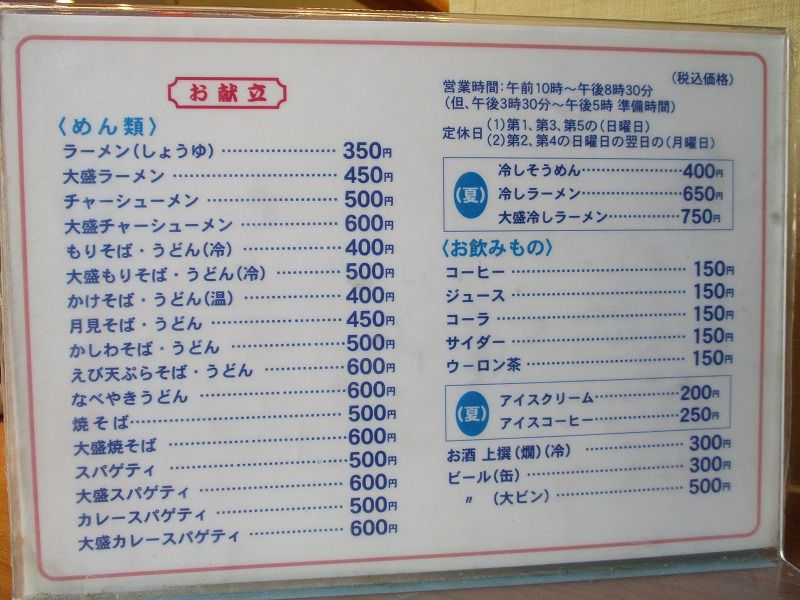 お献立
〈めん類〉
ラーメン(しょうゆ)……………350円
大盛ラーメン……………450円
チャーシューメン……………500円
大盛チャーシューメン……………600円
もりそば・うどん(冷)……………400円
大盛もりそば・うどん(冷)……………500円
かけそば・うどん(温)……………400円
月見そば・うどん……………450円
かしわそば・うどん……………500円
えび天ぷらそば・うどん……………600円
なべやきうどん……………600円
焼そば……………500円
大盛焼そば……………600円
スパゲティ……………500円
大盛スパゲティ……………600円
カレースパゲティ……………500円
大盛カレースパゲティ……………600円
(税込価格)
営業時間:午前10時〜午後8時30分
(但、午後3時30分〜午後5時 準備時間)
定休日 (1)第1、第3、第5の(日曜日)
(2)第2、第4の日曜日の翌日の(月曜日)
(夏)
冷しそうめん……………400円
冷しラーメン……………650円
大盛冷しラーメン……………750円
〈お飲みもの〉
コーヒー……………150円
ジュース……………150円
コーラ……………150円
サイダー……………150円
ウーロン茶……………150円
(夏)
アイスクリーム……………200円
アイスコーヒー……………250円
お酒 上撰(燗)(冷)……………300円
ビール(缶)……………300円
〃 (大ビン)……………500円